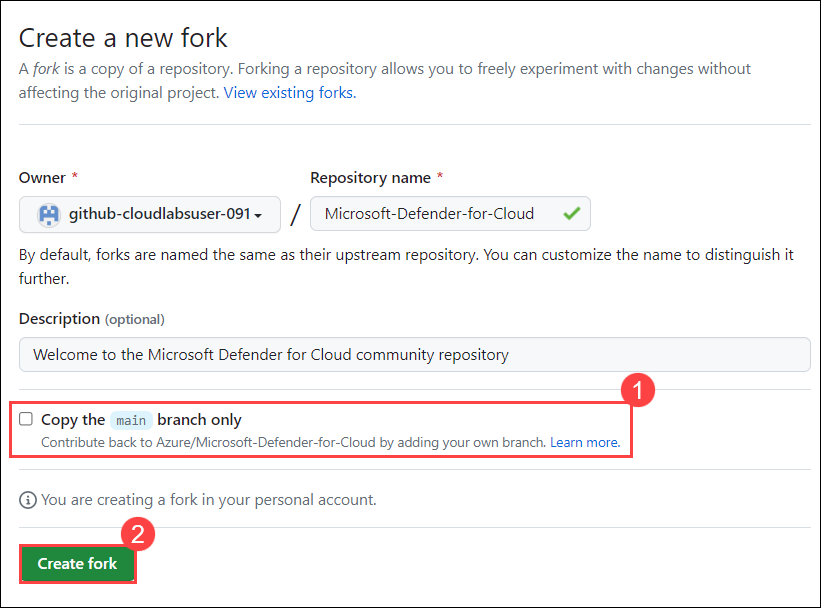 Create a new fork
A fork is a copy of a repository. Forking a repository allows you to freely experiment with changes without
affecting the original project. View existing forks.
Owner * Repository name *
github-cloudlabsuser-091 / Microsoft-Defender-for-Cloud
By default, forks are named the same as their upstream repository. You can customize the name to distinguish it
further.
Description (optional)
Welcome to the Microsoft Defender for Cloud community repository
1
Copy the main branch only
Contribute back to Azure/Microsoft-Defender-for-Cloud by adding your own branch. Learn more.
You are creating a fork in your personal account.
2
Create fork